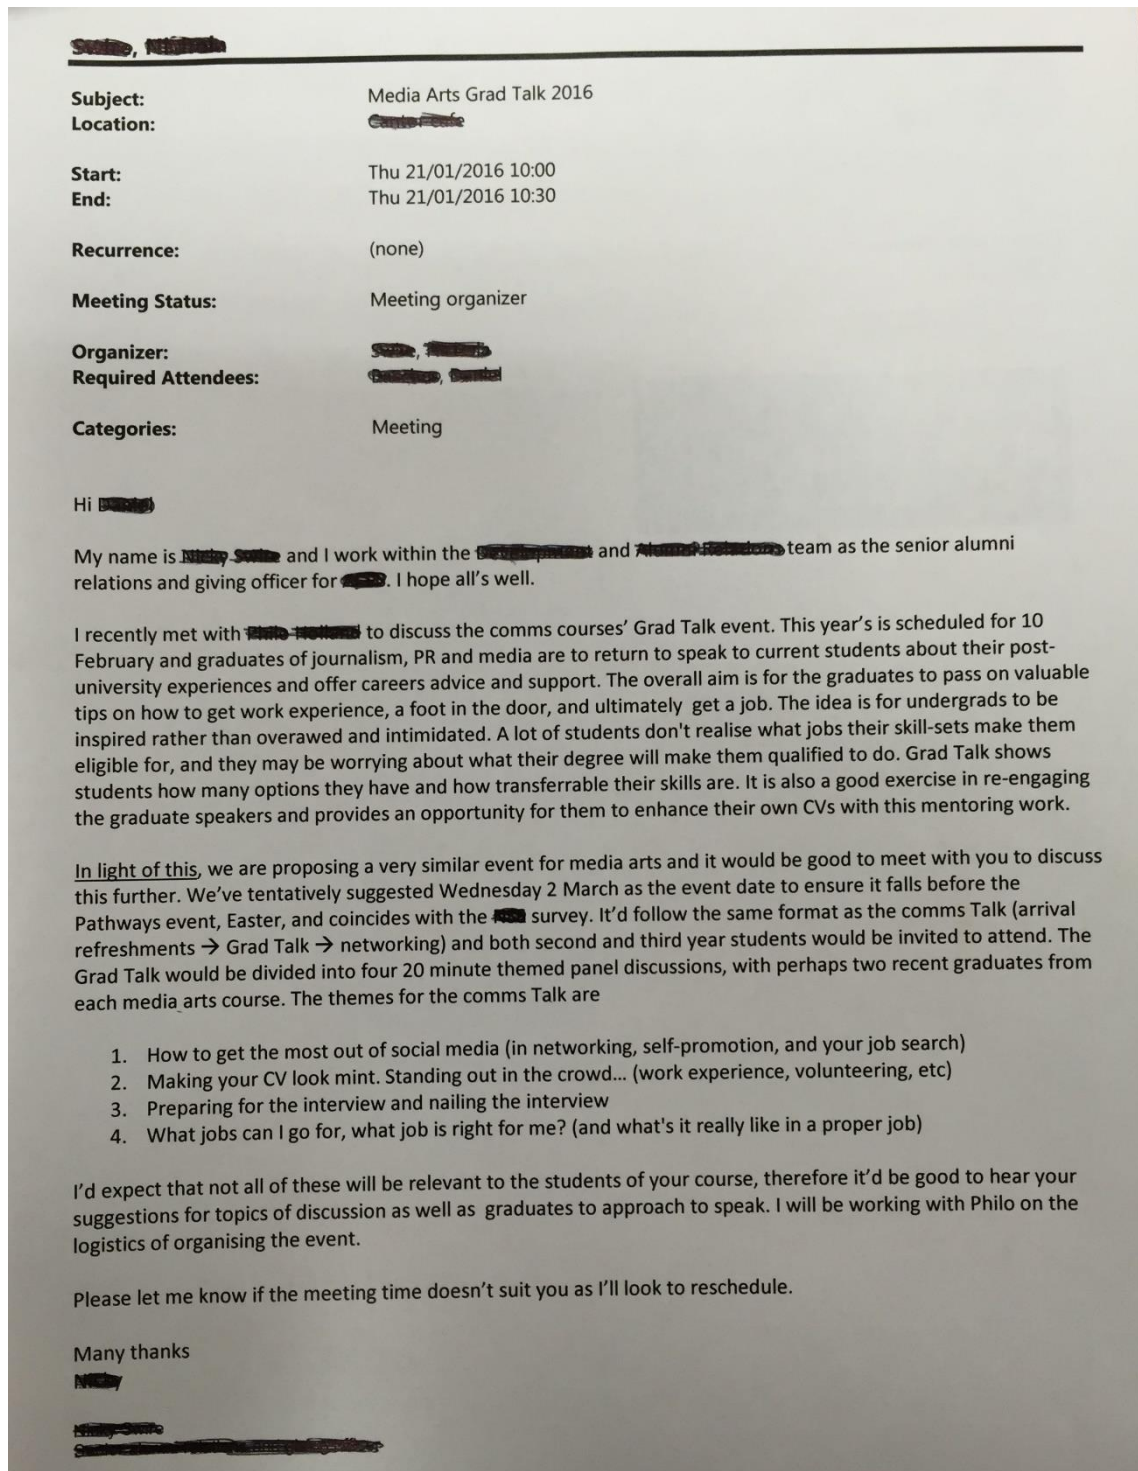 Subject: Media Arts Grad Talk 2016
Location:
Start: Thu 21/01/2016 10:00
End: Thu 21/01/2016 10:30
Recurrence: (none)
Meeting Status: Meeting organizer
Organizer:
Required Attendees:
Categories: Meeting
Hi
My name is and I work within the and team as the senior alumni
relations and giving officer for . I hope all's well.
I recently met with to discuss the comms courses' Grad Talk event. This year's is scheduled for 10
February and graduates of journalism, PR and media are to return to speak to current students about their post-
university experiences and offer careers advice and support. The overall aim is for the graduates to pass on valuable
tips on how to get work experience, a foot in the door, and ultimately get a job. The idea is for undergrads to be
inspired rather than overawed and intimidated. A lot of students don't realise what jobs their skill-sets make them
eligible for, and they may be worrying about what their degree will make them qualified to do. Grad Talk shows
students how many options they have and how transferrable their skills are. It is also a good exercise in re-engaging
the graduate speakers and provides an opportunity for them to enhance their own CVs with this mentoring work.
In light of this, we are proposing a very similar event for media arts and it would be good to meet with you to discuss
this further. We've tentatively suggested Wednesday 2 March as the event date to ensure it falls before the
Pathways event, Easter, and coincides with the survey. It'd follow the same format as the comms Talk (arrival
refreshments → Grad Talk → networking) and both second and third year students would be invited to attend. The
Grad Talk would be divided into four 20 minute themed panel discussions, with perhaps two recent graduates from
each media arts course. The themes for the comms Talk are
1. How to get the most out of social media (in networking, self-promotion, and your job search)
2. Making your CV look mint. Standing out in the crowd... (work experience, volunteering, etc)
3. Preparing for the interview and nailing the interview
4. What jobs can I go for, what job is right for me? (and what's it really like in a proper job)
I'd expect that not all of these will be relevant to the students of your course, therefore it'd be good to hear your
suggestions for topics of discussion as well as graduates to approach to speak. I will be working with Philo on the
logistics of organising the event.
Please let me know if the meeting time doesn't suit you as I'll look to reschedule.
Many thanks